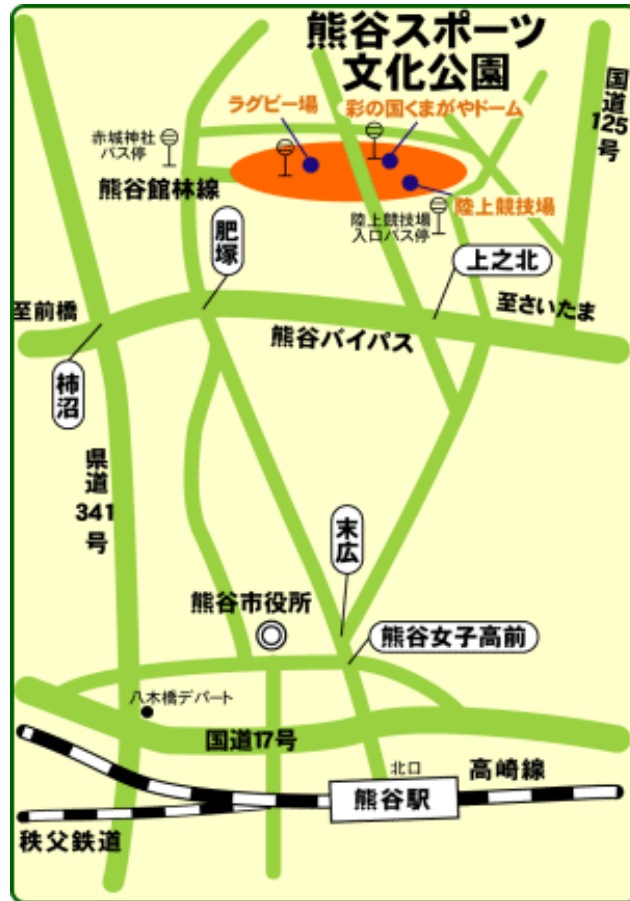 熊谷スポーツ
文化公園
国道125号
ラグビー場
彩の国くまがやドーム
赤城神社
バス停
熊谷館林線
陸上競技場
陸上競技場
入口バス停
肥塚
上之北
至さいたま
至前橋
熊谷バイパス
柿沼
県道
341
号
末広
熊谷市役所
熊谷女子高前
八木橋デパート
国道17号
北口
高崎線
熊谷駅
秩父鉄道